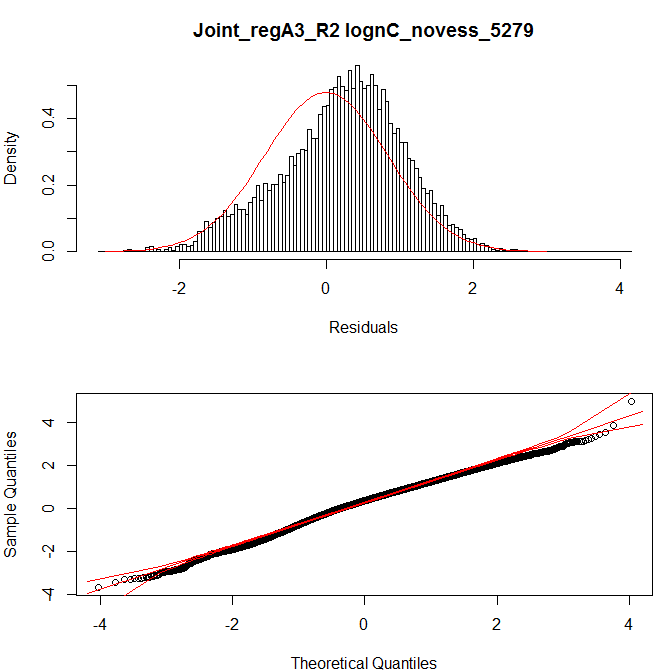 Joint_regA3_R2 lognC_novess_5279
Density
0.0 0.2 0.4
-2 0 2 4
Residuals
Sample Quantiles
-4 -2 0 2 4
-4 -2 0 2 4
Theoretical Quantiles